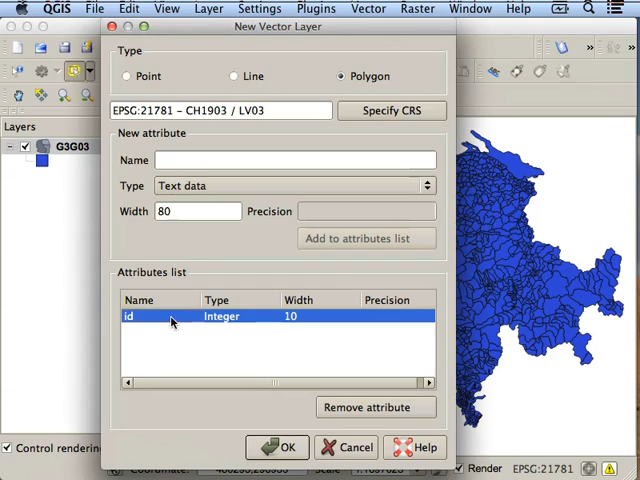 QGIS File Edit View Layer Settings Plugins Vector Raster Window Help
New Vector Layer
Type
Point Line Polygon
EPSG:21781 - CH1903 / LV03 Specify CRS
New attribute
Name
Type Text data
Width 80 Precision
Add to attributes list
Attributes list
Name Type Width Precision
id Integer 10
Remove attribute
OK Cancel Help
Layers
G3G03
Control rendering
Coordinate: Scale Render EPSG:21781